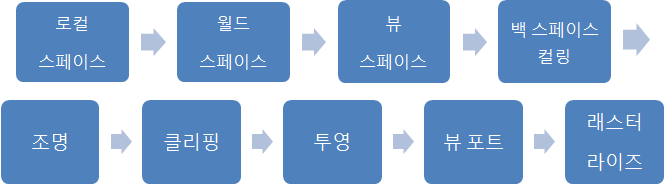 로컬
스페이스
월드
스페이스
뷰
스페이스
백 스페이스
컬링
조명
클리핑
투영
뷰 포트
래스터
라이즈